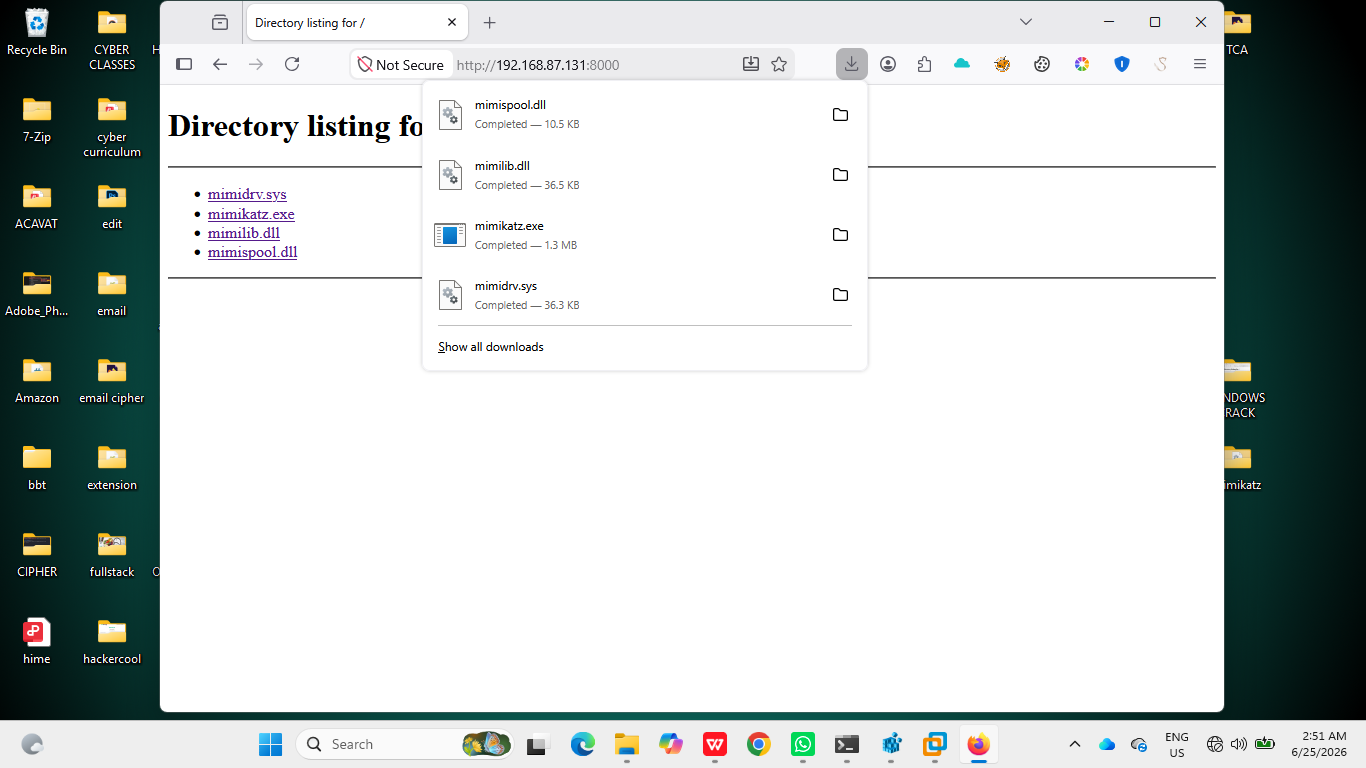 Directory listing for /
Not Secure
http://192.168.87.131:8000
Directory listing fo
mimidrv.sys
mimikatz.exe
mimilib.dll
mimispool.dll
mimispool.dll
Completed — 10.5 KB
mimilib.dll
Completed — 36.5 KB
mimikatz.exe
Completed — 1.3 MB
mimidrv.sys
Completed — 36.3 KB
Show all downloads
Recycle Bin
CYBER
CLASSES
7-Zip
cyber
curriculum
ACAVAT
edit
Adobe_Ph...
email
Amazon
email cipher
bbt
extension
CIPHER
fullstack
hime
hackercool
TCA
NDOWS
RACK
imikatz
Search
ENG
US
2:51 AM
6/25/2026